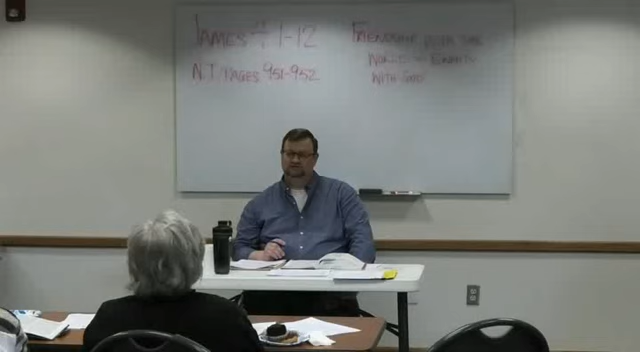 JAMES 4:1-12
N.T. PAGES 951-952
FRIENDSHIP WITH THE
WORLD = ENMITY
WITH GOD